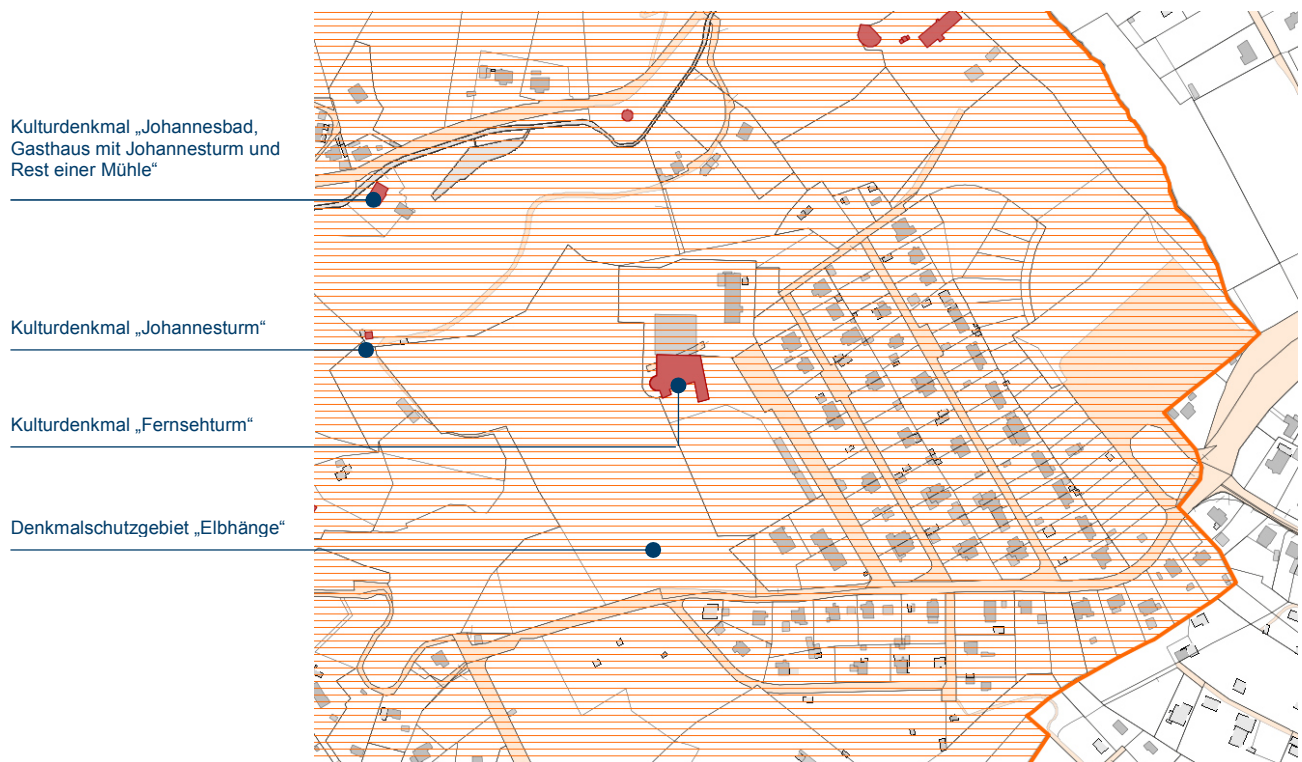 Kulturdenkmal „Johannesbad,
Gasthaus mit Johannesturm und
Rest einer Mühle“
Kulturdenkmal „Johannesturm“
Kulturdenkmal „Fernsehturm“
Denkmalschutzgebiet „Elbhänge“